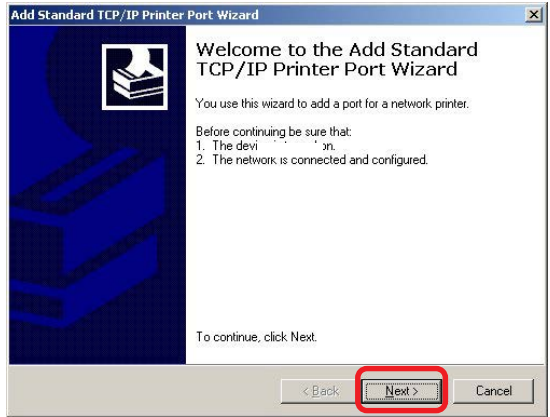 Add Standard TCP/IP Printer Port Wizard
Welcome to the Add Standard
TCP/IP Printer Port Wizard
You use this wizard to add a port for a network printer.
Before continuing be sure that:
1. The
2. The network is connected and configured.
To continue, click Next.
< Back
Next >
Cancel